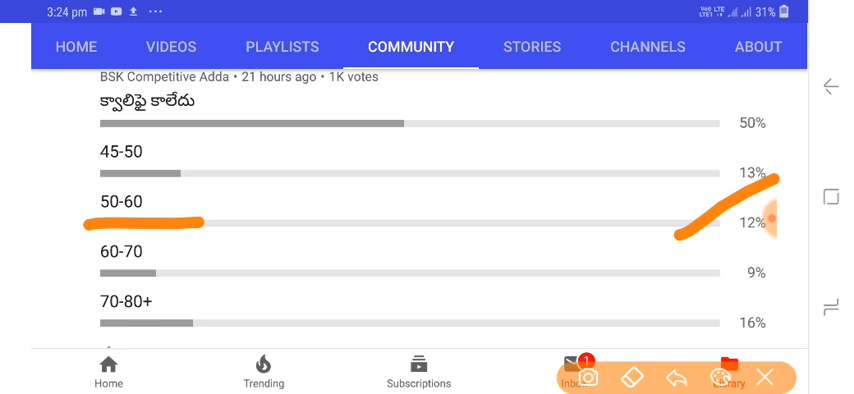 3:24 pm
31%
HOME VIDEOS PLAYLISTS COMMUNITY STORIES CHANNELS ABOUT
BSK Competitive Adda • 21 hours ago • 1K votes
క్వాలిఫై కాలేదు
50%
45-50
13%
50-60
12%
60-70
9%
70-80+
16%
1
Home Trending Subscriptions Library